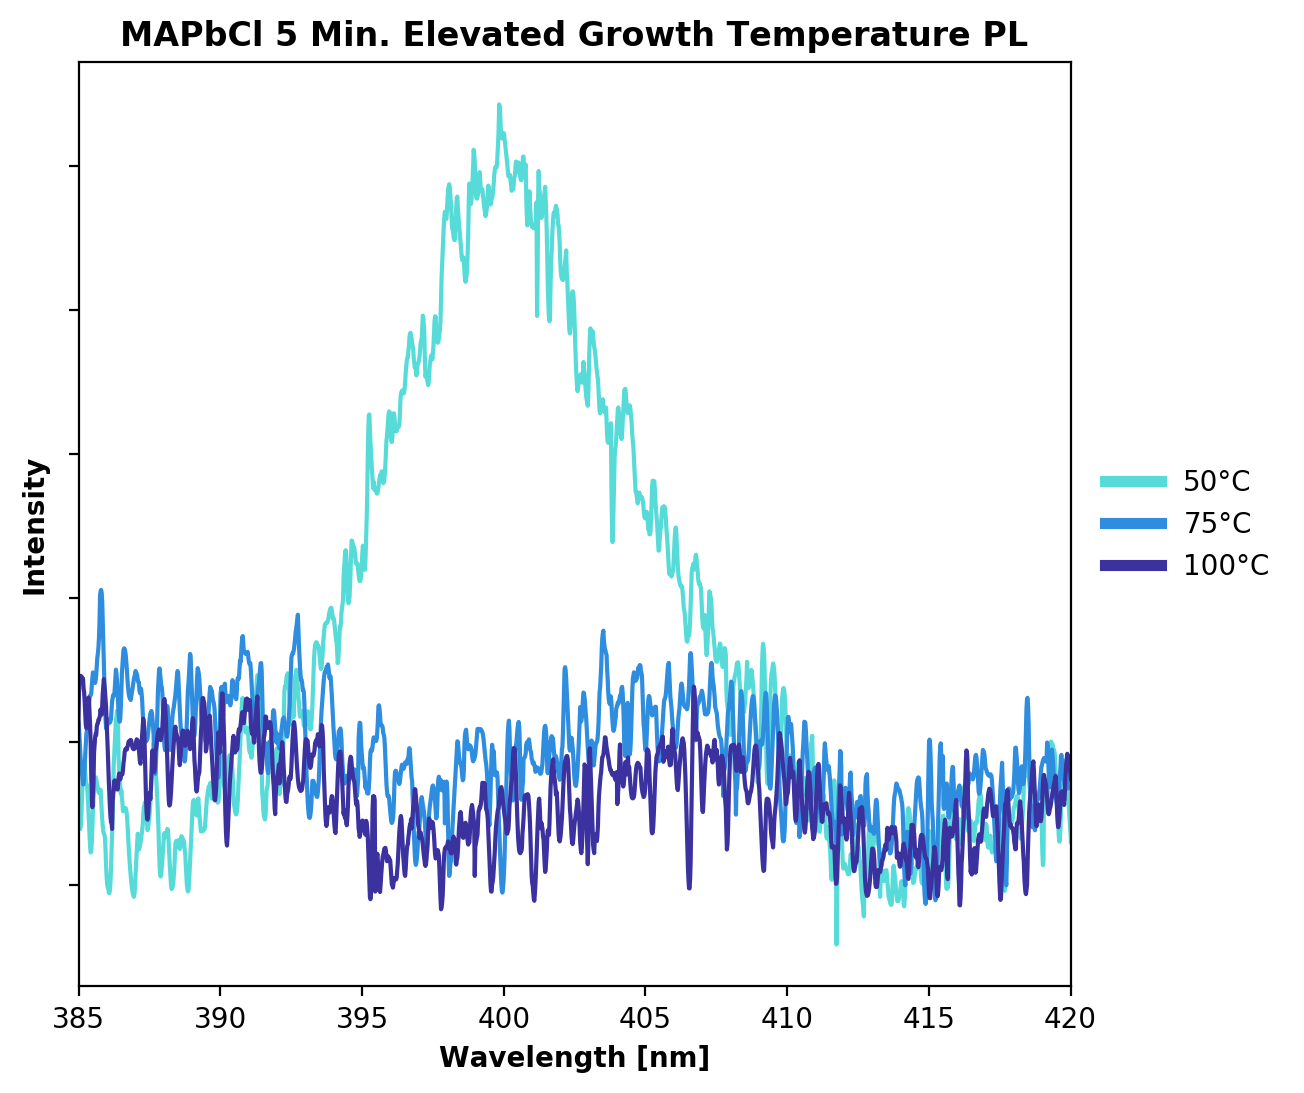 MAPbCl 5 Min. Elevated Growth Temperature PL
Intensity
50°C
75°C
100°C
385 390 395 400 405 410 415 420
Wavelength [nm]